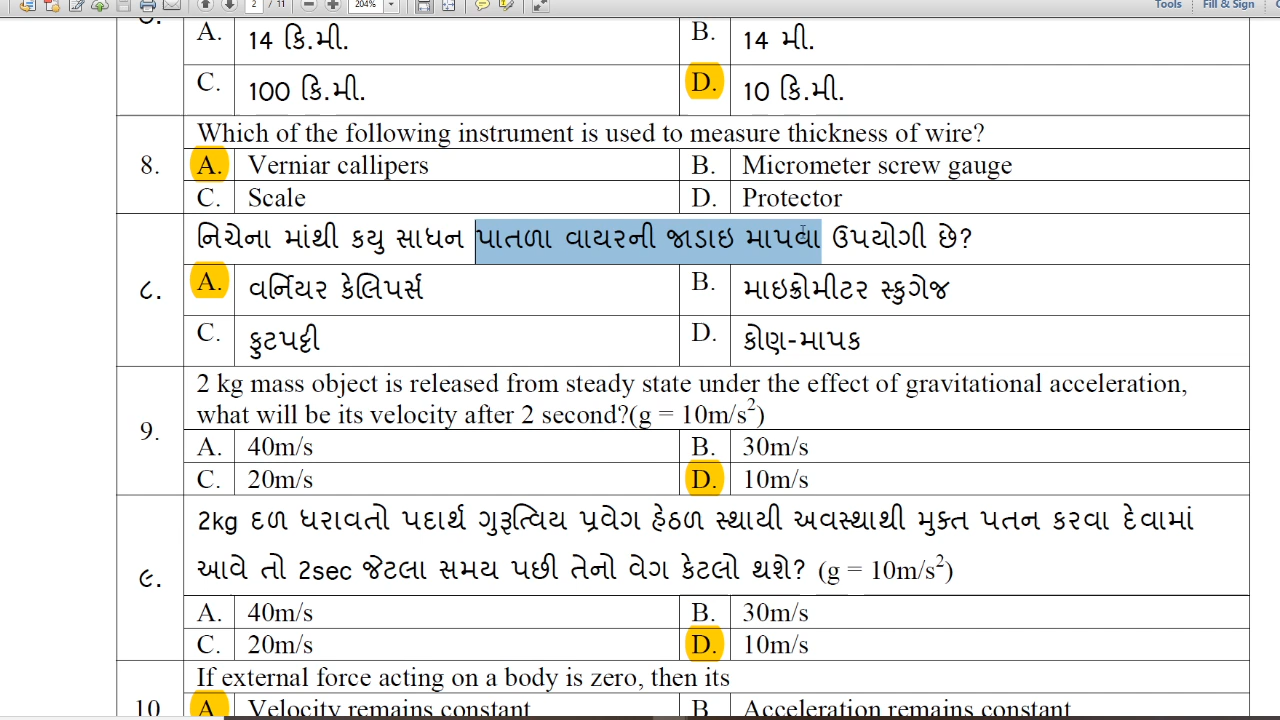 2 / 11 204% Tools Fill & Sign
A. 14 કિ.મી. B. 14 મી.
C. 100 કિ.મી. D. 10 કિ.મી.
8. Which of the following instrument is used to measure thickness of wire?
A. Verniar callipers B. Micrometer screw gauge
C. Scale D. Protector
૮. નિચેના માંથી કયુ સાધન પાતળા વાયરની જાડાઇ માપવા ઉપયોગી છે?
A. વર્નિયર કેલિપર્સ B. માઇક્રોમીટર સ્ક્રુગેજ
C. ફુટપટ્ટી D. કોણ-માપક
9. 2 kg mass object is released from steady state under the effect of gravitational acceleration,
what will be its velocity after 2 second?(g = 10m/s²)
A. 40m/s B. 30m/s
C. 20m/s D. 10m/s
૯. 2kg દળ ધરાવતો પદાર્થ ગુરૂત્વિય પ્રવેગ હેઠળ સ્થાયી અવસ્થાથી મુક્ત પતન કરવા દેવામાં
આવે તો 2sec જેટલા સમય પછી તેનો વેગ કેટલો થશે? (g = 10m/s²)
A. 40m/s B. 30m/s
C. 20m/s D. 10m/s
10 If external force acting on a body is zero, then its
A Velocity remains constant B Acceleration remains constant